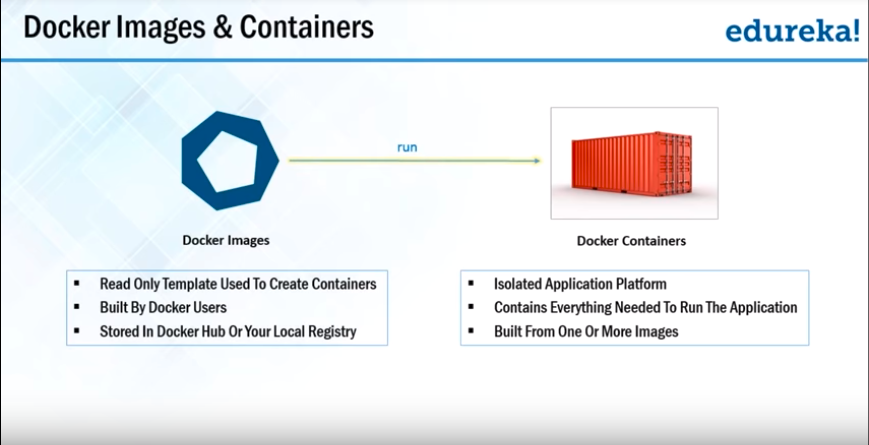 Docker Images & Containers
edureka!
run
Docker Images
Docker Containers
▪ Read Only Template Used To Create Containers
▪ Built By Docker Users
▪ Stored In Docker Hub Or Your Local Registry
▪ Isolated Application Platform
▪ Contains Everything Needed To Run The Application
▪ Built From One Or More Images